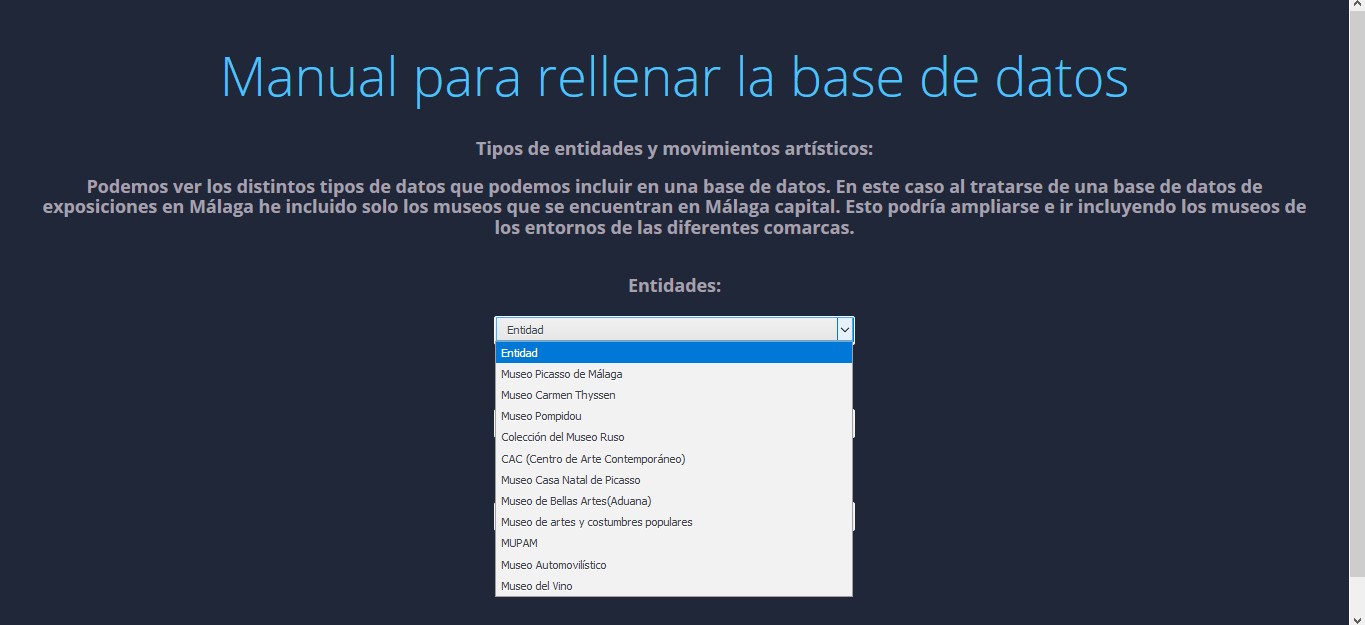 Manual para rellenar la base de datos
Tipos de entidades y movimientos artísticos:
Podemos ver los distintos tipos de datos que podemos incluir en una base de datos. En este caso al tratarse de una base de datos de
exposiciones en Málaga he incluido solo los museos que se encuentran en Málaga capital. Esto podría ampliarse e ir incluyendo los museos de
los entornos de las diferentes comarcas.
Entidades:
Entidad
Entidad
Museo Picasso de Málaga
Museo Carmen Thyssen
Museo Pompidou
Colección del Museo Ruso
CAC (Centro de Arte Contemporáneo)
Museo Casa Natal de Picasso
Museo de Bellas Artes(Aduana)
Museo de artes y costumbres populares
MUPAM
Museo Automovilístico
Museo del Vino